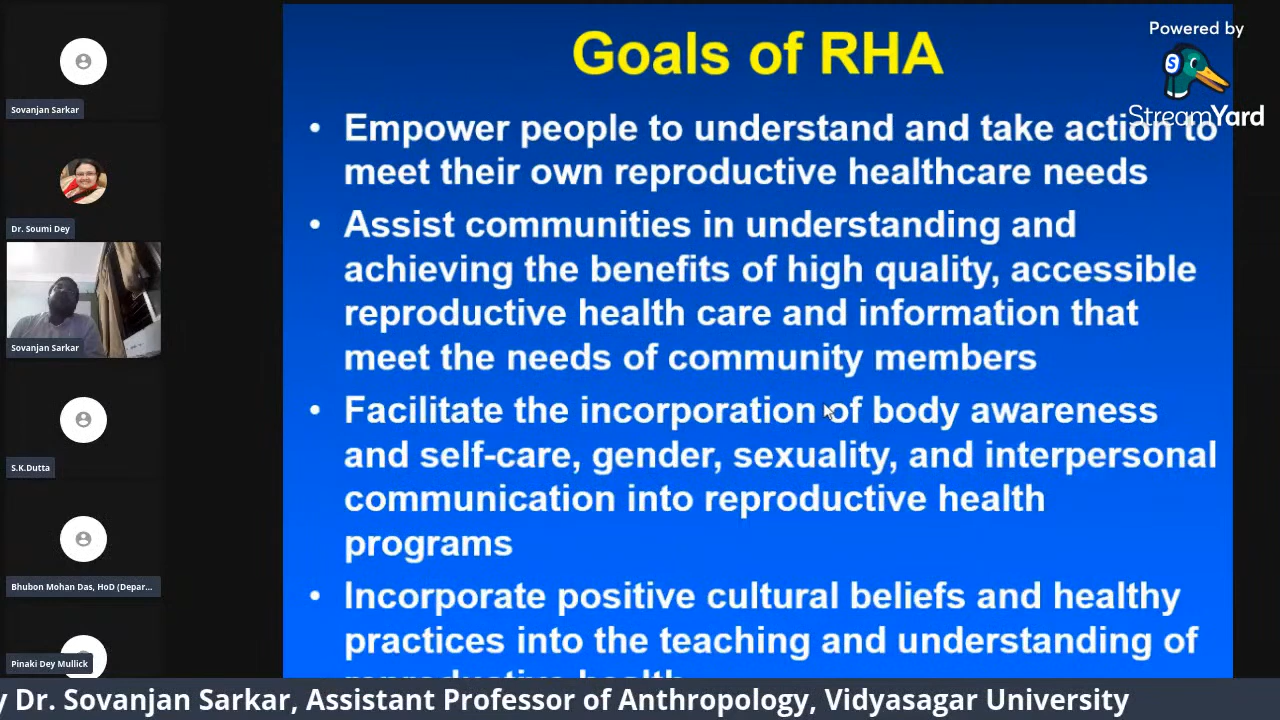 Goals of RHA
Powered by
StreamYard
• Empower people to understand and take action to
meet their own reproductive healthcare needs
• Assist communities in understanding and
achieving the benefits of high quality, accessible
reproductive health care and information that
meet the needs of community members
• Facilitate the incorporation of body awareness
and self-care, gender, sexuality, and interpersonal
communication into reproductive health
programs
• Incorporate positive cultural beliefs and healthy
practices into the teaching and understanding of
reproductive health
Sovanjan Sarkar
Dr. Soumi Dey
Sovanjan Sarkar
S.K.Dutta
Bhubon Mohan Das, HoD (Depar...
Pinaki Dey Mullick
y Dr. Sovanjan Sarkar, Assistant Professor of Anthropology, Vidyasagar University